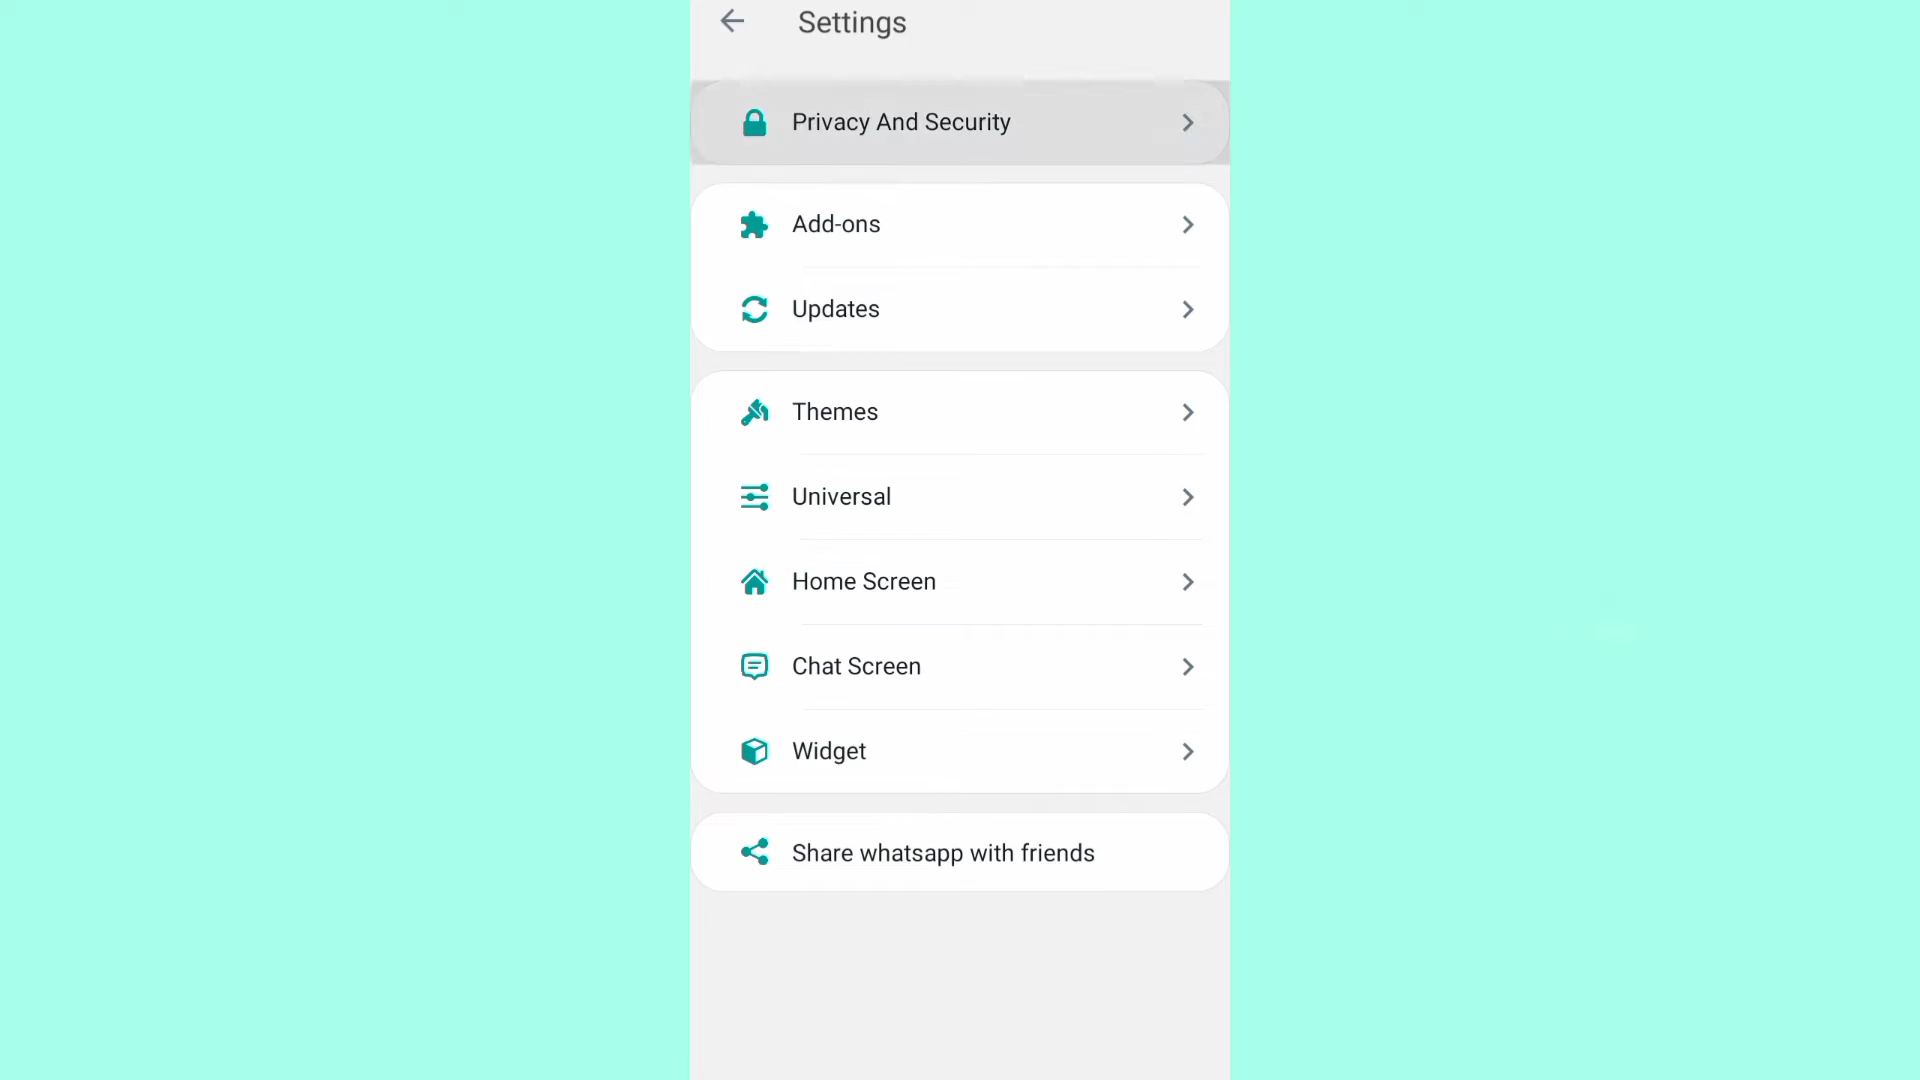 Settings
Privacy And Security
Add-ons
Updates
Themes
Universal
Home Screen
Chat Screen
Widget
Share whatsapp with friends